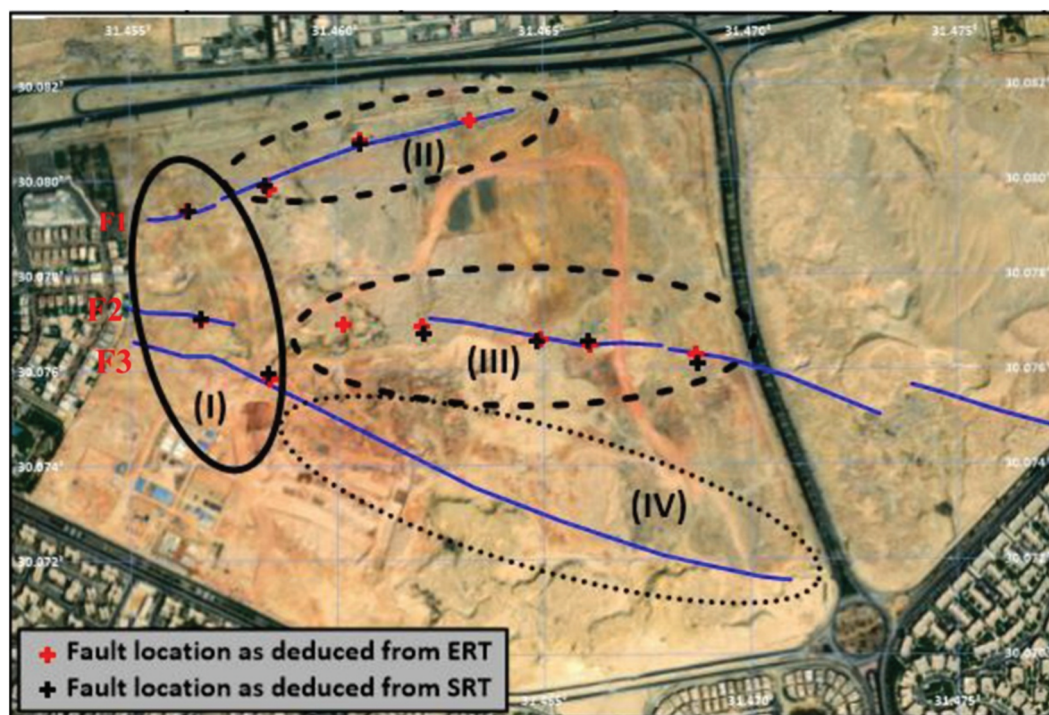 31.455° 31.460° 31.465° 31.470° 31.475°
30.082° 30.082°
30.080° 30.080°
(II)
F1
30.078° 30.078°
F2
F3
30.076° 30.076°
(III)
(I)
30.074° 30.074°
(IV)
30.072°
Fault location as deduced from ERT
Fault location as deduced from SRT
31.470° 31.475°